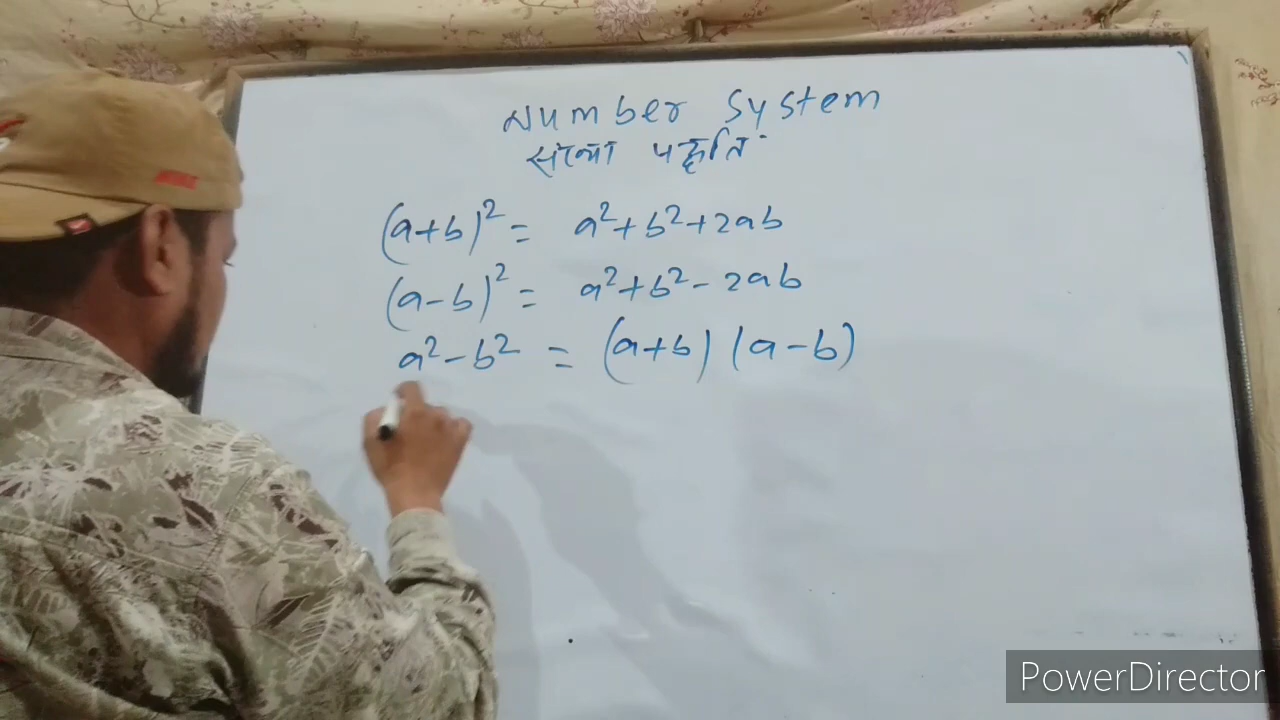 Number System
संख्या पद्धति
(a+b)² = a²+b²+2ab
(a-b)² = a²+b²-2ab
a²-b² = (a+b) (a-b)
PowerDirector